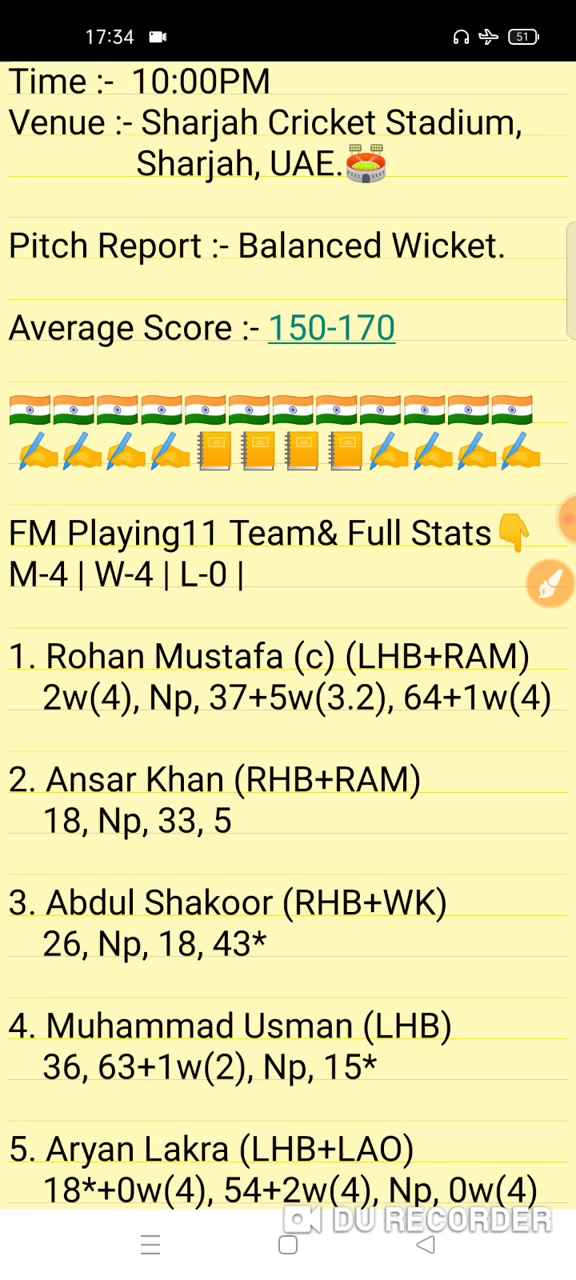 17:34
51
Time :- 10:00PM
Venue :- Sharjah Cricket Stadium,
Sharjah, UAE.
Pitch Report :- Balanced Wicket.
Average Score :- 150-170
FM Playing11 Team& Full Stats
M-4 | W-4 | L-0 |
1. Rohan Mustafa (c) (LHB+RAM)
2w(4), Np, 37+5w(3.2), 64+1w(4)
2. Ansar Khan (RHB+RAM)
18, Np, 33, 5
3. Abdul Shakoor (RHB+WK)
26, Np, 18, 43*
4. Muhammad Usman (LHB)
36, 63+1w(2), Np, 15*
5. Aryan Lakra (LHB+LAO)
18*+0w(4), 54+2w(4), Np, 0w(4)
DU RECORDER